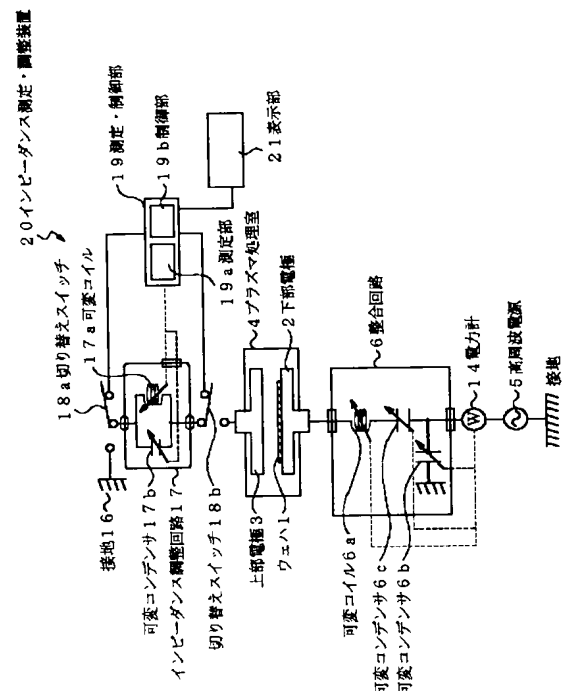 20インピーダンス測定・調整装置
18a切り替えスイッチ
17a可変コイル
19測定・制御部
19b制御部
19a測定部
21表示部
接地16
可変コンデンサ17b
インピーダンス調整回路17
切り替えスイッチ18b
4プラズマ処理室
2下部電極
上部電極3
ウェハ1
6整合回路
可変コイル6a
可変コンデンサ6c
可変コンデンサ6b
14電力計
W
5高周波電源
接地